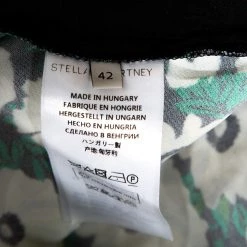 STELLA McCARTNEY
42
MADE IN HUNGARY
FABRIQUE EN HONGRIE
HERGESTELLT IN UNGARN
HECHO EN HUNGRIA
СДЕЛАНО В ВЕНГРИИ
ハンガリー製
产地: 匈牙利